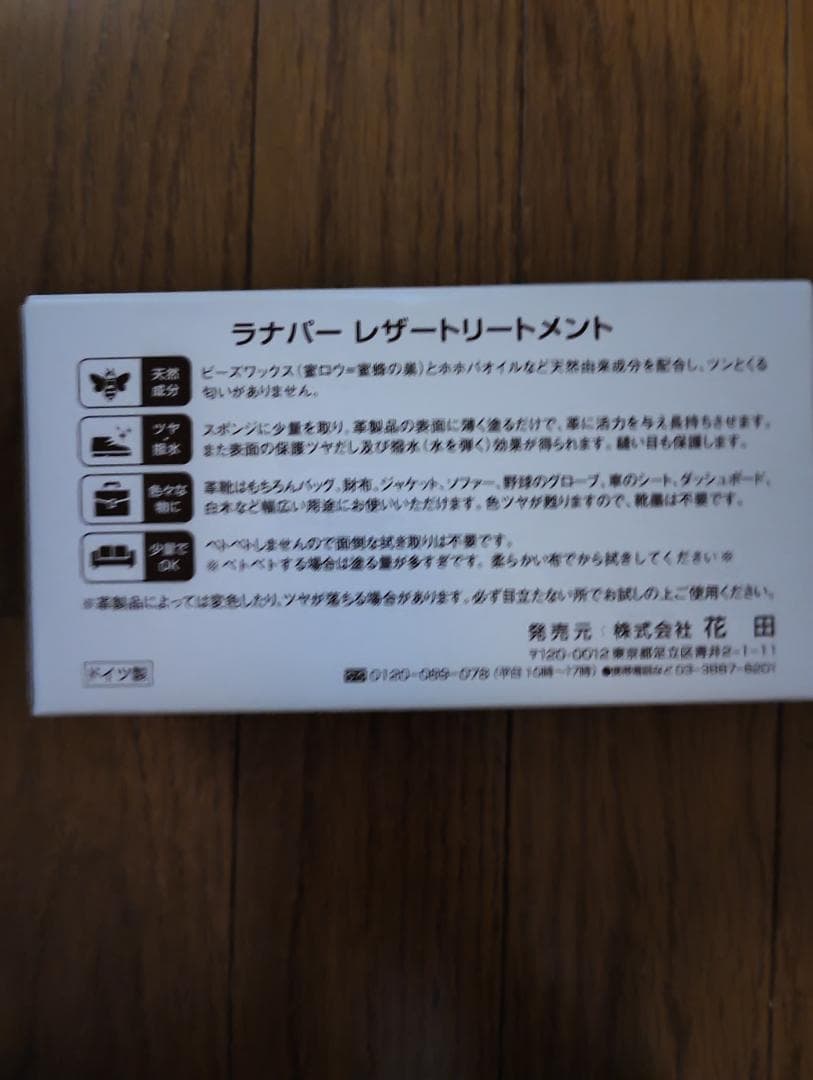 ラナパー レザートリートメント
天然成分
ビーズワックス(蜜ロウ=蜜蜂の巣)とホホバオイルなど天然由来成分を配合し、ツンとくる
匂いがありません。
ツヤ・撥水
スポンジに少量を取り、革製品の表面に薄く塗るだけで、革に活力を与え長持ちさせます。
また表面の保護ツヤだし及び撥水(水を弾く)効果が得られます。縫い目も保護します。
色々な物に
革靴はもちろんバッグ、財布、ジャケット、ソファー、野球のグローブ、車のシート、ダッシュボード、
白木など幅広い用途にお使いいただけます。色ツヤが甦りますので、靴墨は不要です。
少量でOK
ベトベトしませんので面倒な拭き取りは不要です。
※ベトベトする場合は塗る量が多すぎです。柔らかい布でから拭きしてください※
※革製品によっては変色したり、ツヤが落ちる場合があります。必ず目立たない所でお試しの上ご使用ください。
発売元:株式会社 花 田
〒120-0012 東京都足立区青井2-1-11
ドイツ製
(平日10時〜17時)